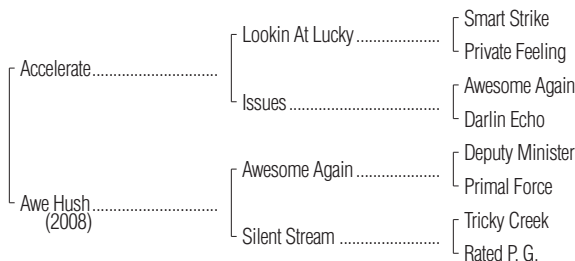 Smart Strike
Lookin At Lucky
Private Feeling
Accelerate
Awesome Again
Issues
Darlin Echo
Deputy Minister
Awesome Again
Primal Force
Awe Hush
(2008)
Tricky Creek
Silent Stream
Rated P. G.